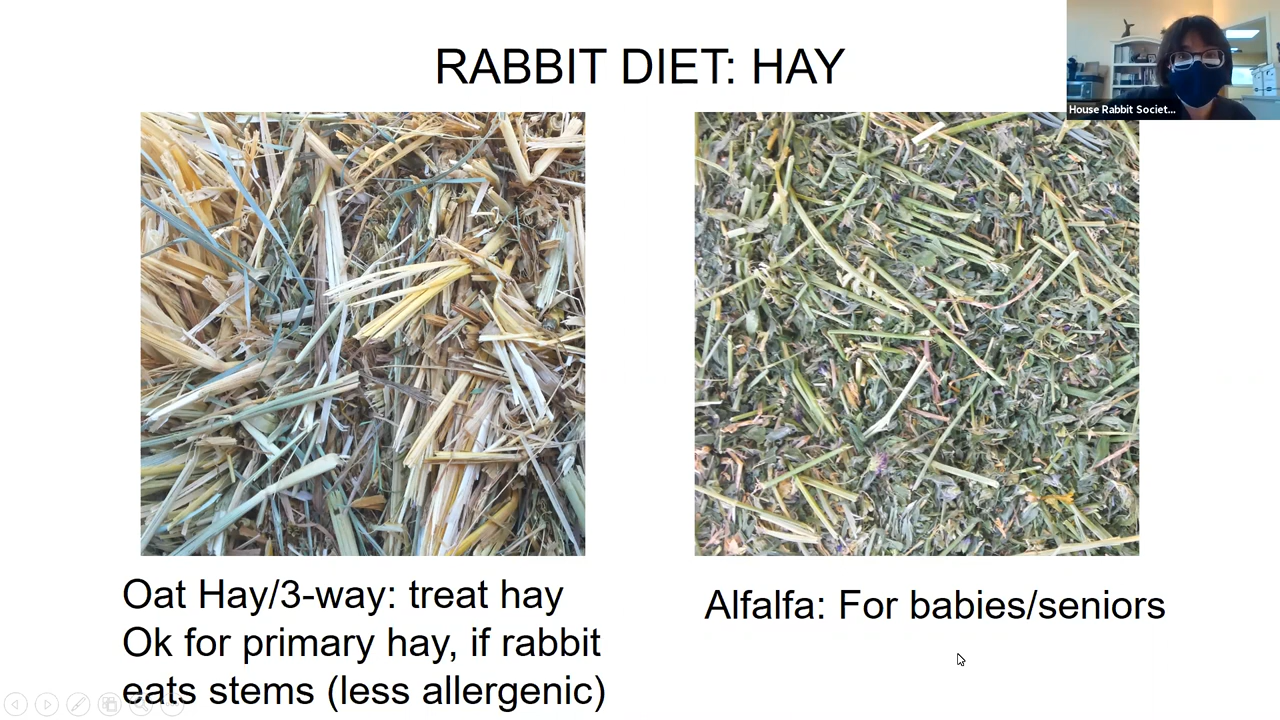 RABBIT DIET: HAY
House Rabbit Societ...
Oat Hay/3-way: treat hay
Ok for primary hay, if rabbit
eats stems (less allergenic)
Alfalfa: For babies/seniors